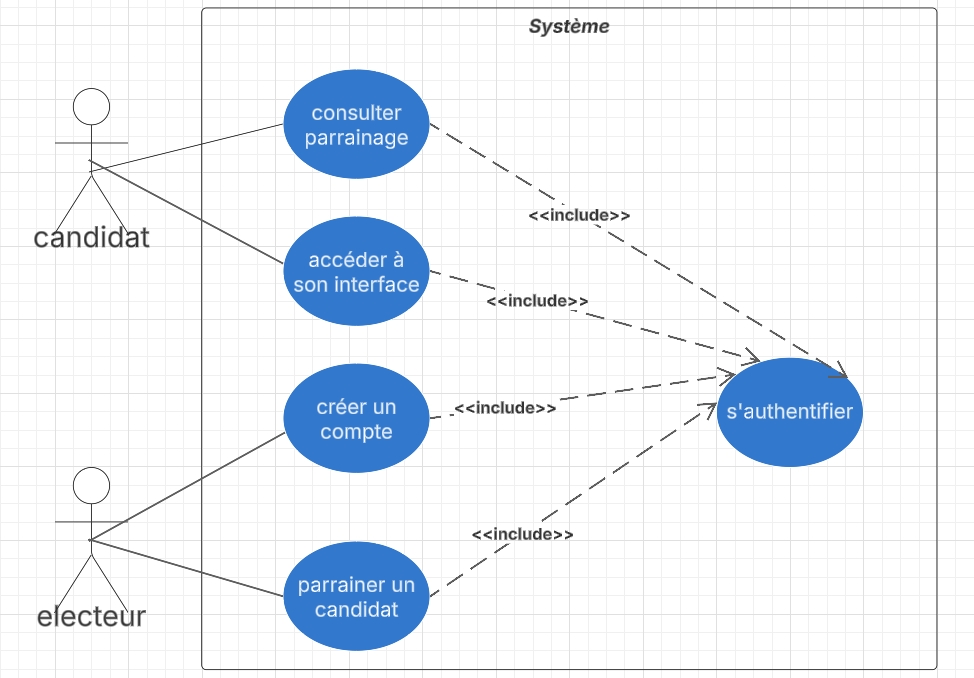 Système
consulter
parrainage
<<include>>
candidat
accéder à
son interface
<<include>>
créer un
compte
<<include>>
s'authentifier
<<include>>
parrainer un
candidat
electeur